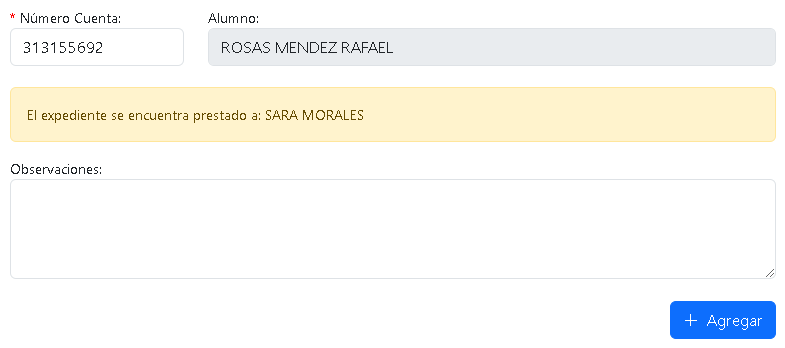 * Número Cuenta:
Alumno:
313155692
ROSAS MENDEZ RAFAEL
El expediente se encuentra prestado a: SARA MORALES
Observaciones:
+ Agregar